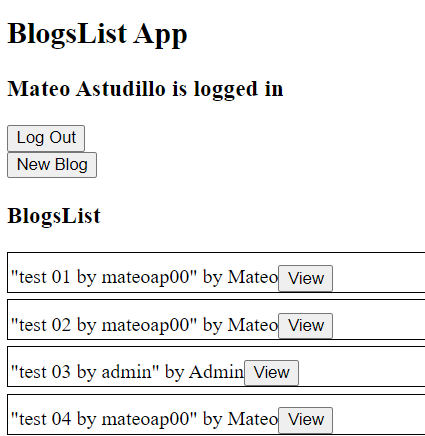 BlogsList App
Mateo Astudillo is logged in
Log Out
New Blog
BlogsList
"test 01 by mateoap00" by Mateo View
"test 02 by mateoap00" by Mateo View
"test 03 by admin" by Admin View
"test 04 by mateoap00" by Mateo View